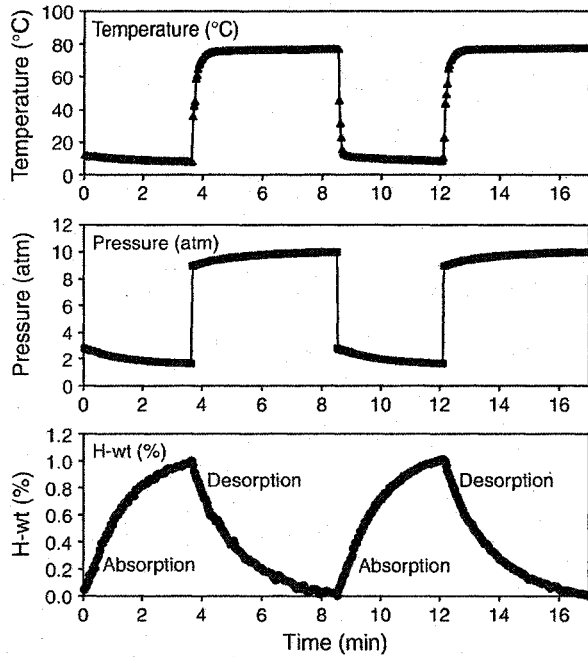 Temperature (°C)
100
80
60
40
20
0
Temperature (°C)
0 2 4 6 8 10 12 14 16
Pressure (atm)
12
10
8
6
4
2
0
Pressure (atm)
0 2 4 6 8 10 12 14 16
H-wt (%)
1.2
1.0
0.8
0.6
0.4
0.2
0.0
H-wt (%)
Desorption
Desorption
Absorption
Absorption
0 2 4 6 8 10 12 14 16
Time (min)